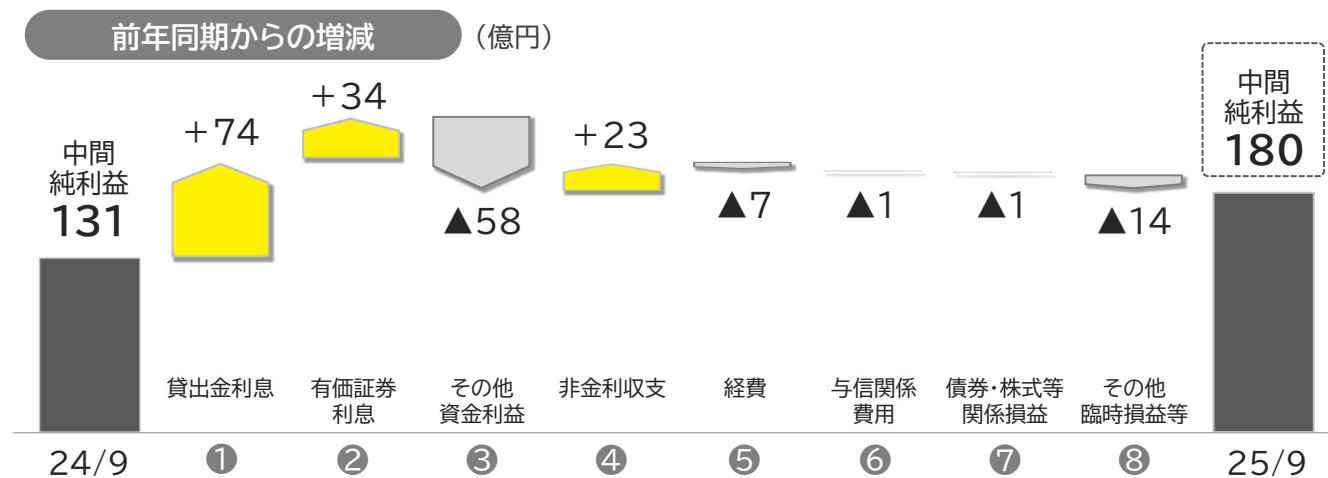 前年同期からの増減
（億円）
中間
純利益
131
＋74
＋34
▲58
＋23
▲7
▲1
▲1
▲14
中間
純利益
180
貸出金利息
有価証券
利息
その他
資金利益
非金利収支
経費
与信関係
費用
債券・株式等
関係損益
その他
臨時損益等
24/9
❶
❷
❸
❹
❺
❻
❼
❽
25/9